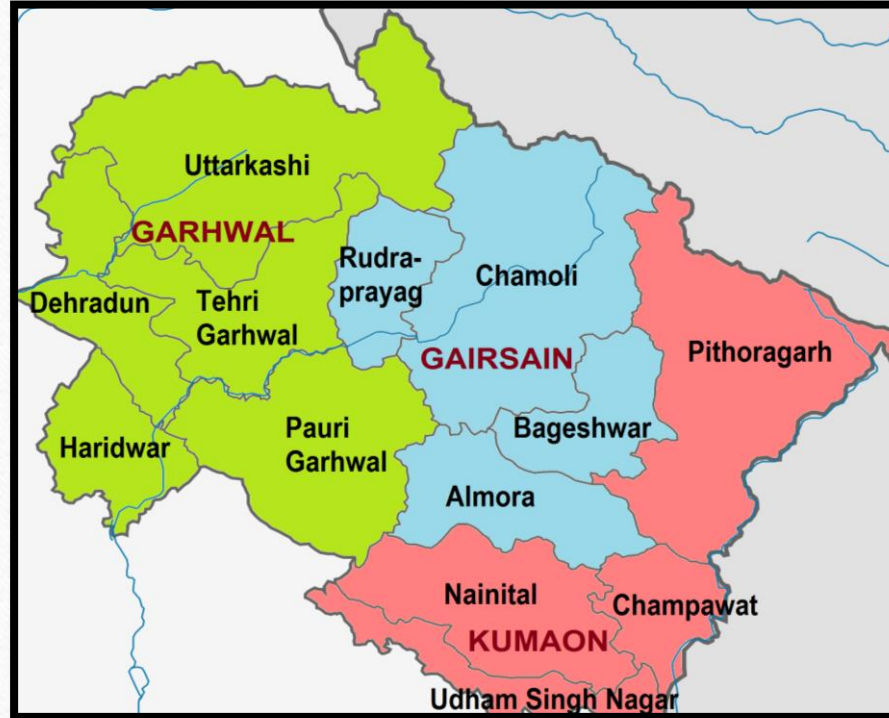 Uttarkashi
GARHWAL
Rudra-
prayag
Chamoli
Dehradun
Tehri
Garhwal
GAIRSAIN
Pithoragarh
Haridwar
Pauri
Garhwal
Bageshwar
Almora
Nainital
Champawat
KUMAON
Udham Singh Nagar